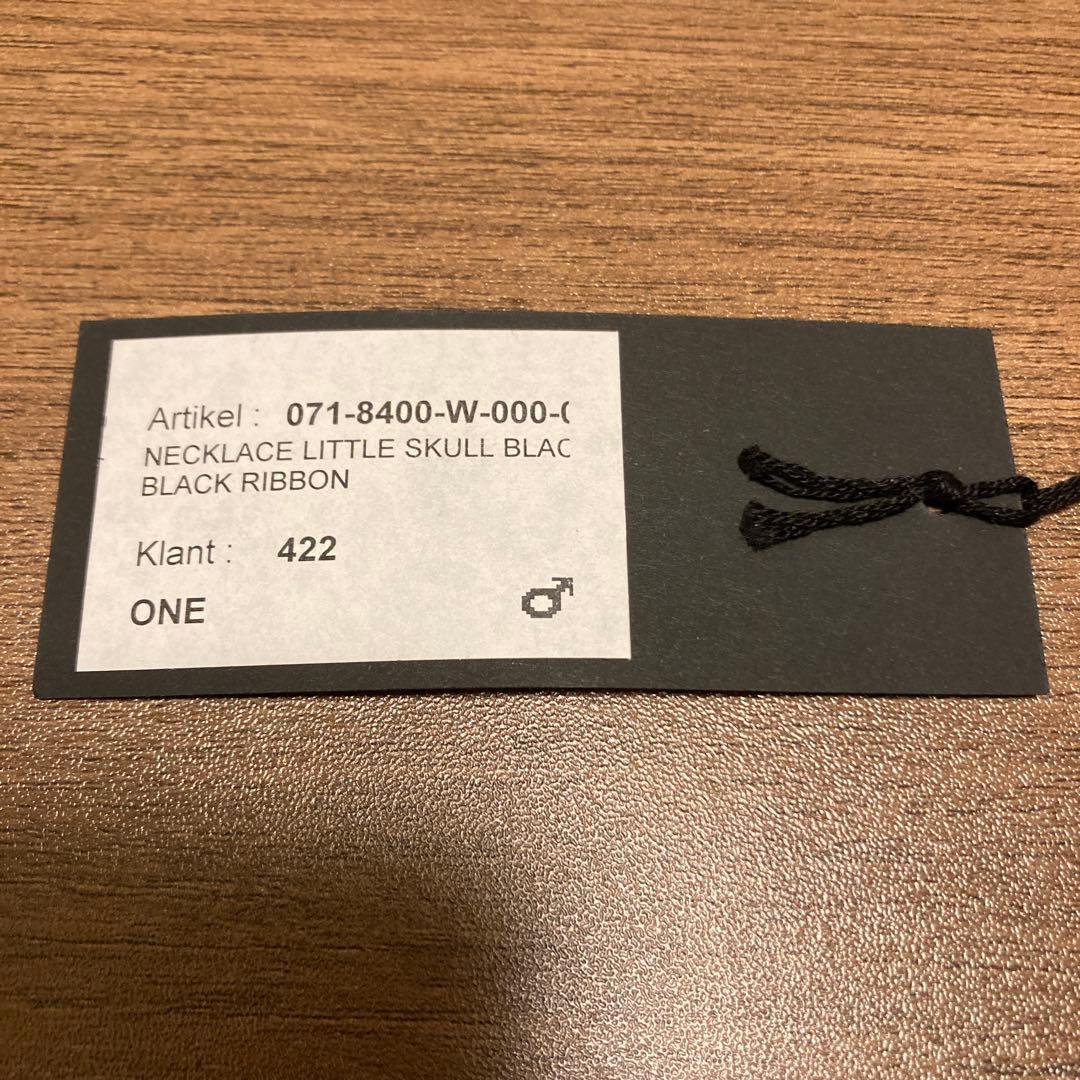 Artikel : 071-8400-W-000-(
NECKLACE LITTLE SKULL BLAC
BLACK RIBBON
Klant : 422
ONE